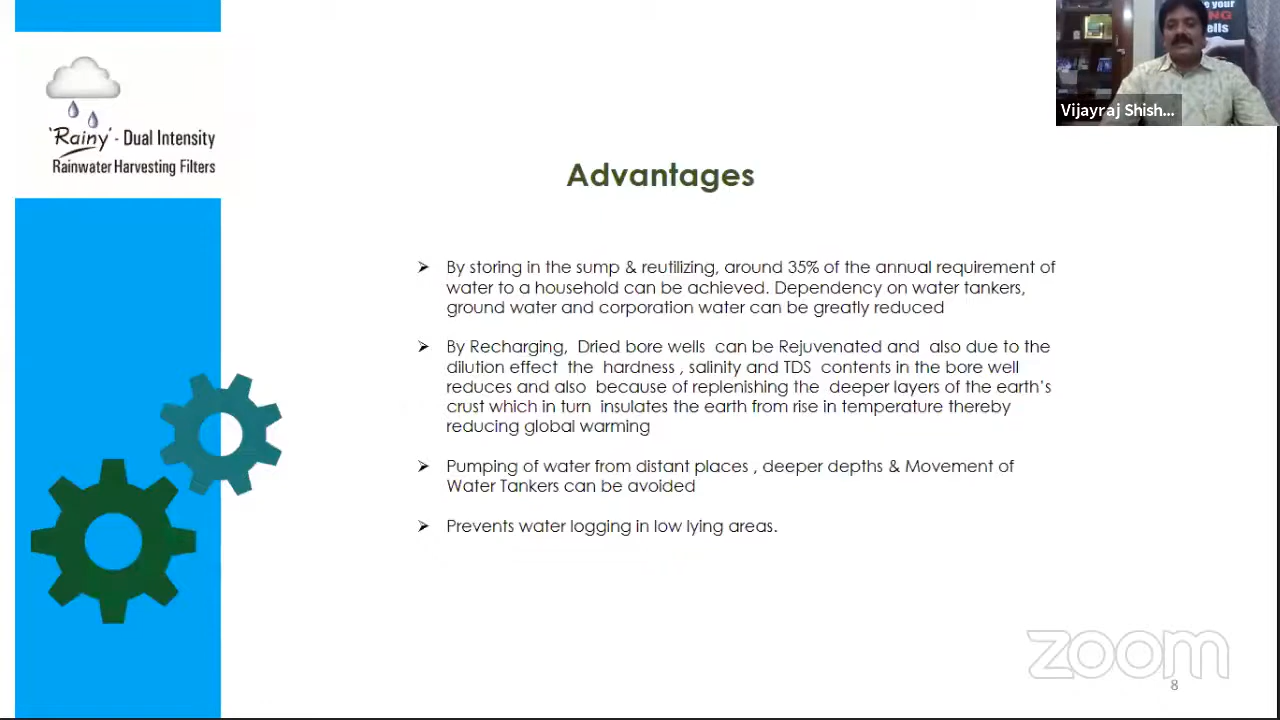 e your
NG
ells
Vijayraj Shish...
'Rainy' - Dual Intensity
Rainwater Harvesting Filters
Advantages
➢ By storing in the sump & reutilizing, around 35% of the annual requirement of
water to a household can be achieved. Dependency on water tankers,
ground water and corporation water can be greatly reduced
➢ By Recharging, Dried bore wells can be Rejuvenated and also due to the
dilution effect the hardness , salinity and TDS contents in the bore well
reduces and also because of replenishing the deeper layers of the earth's
crust which in turn insulates the earth from rise in temperature thereby
reducing global warming
➢ Pumping of water from distant places , deeper depths & Movement of
Water Tankers can be avoided
➢ Prevents water logging in low lying areas.
zoom
8